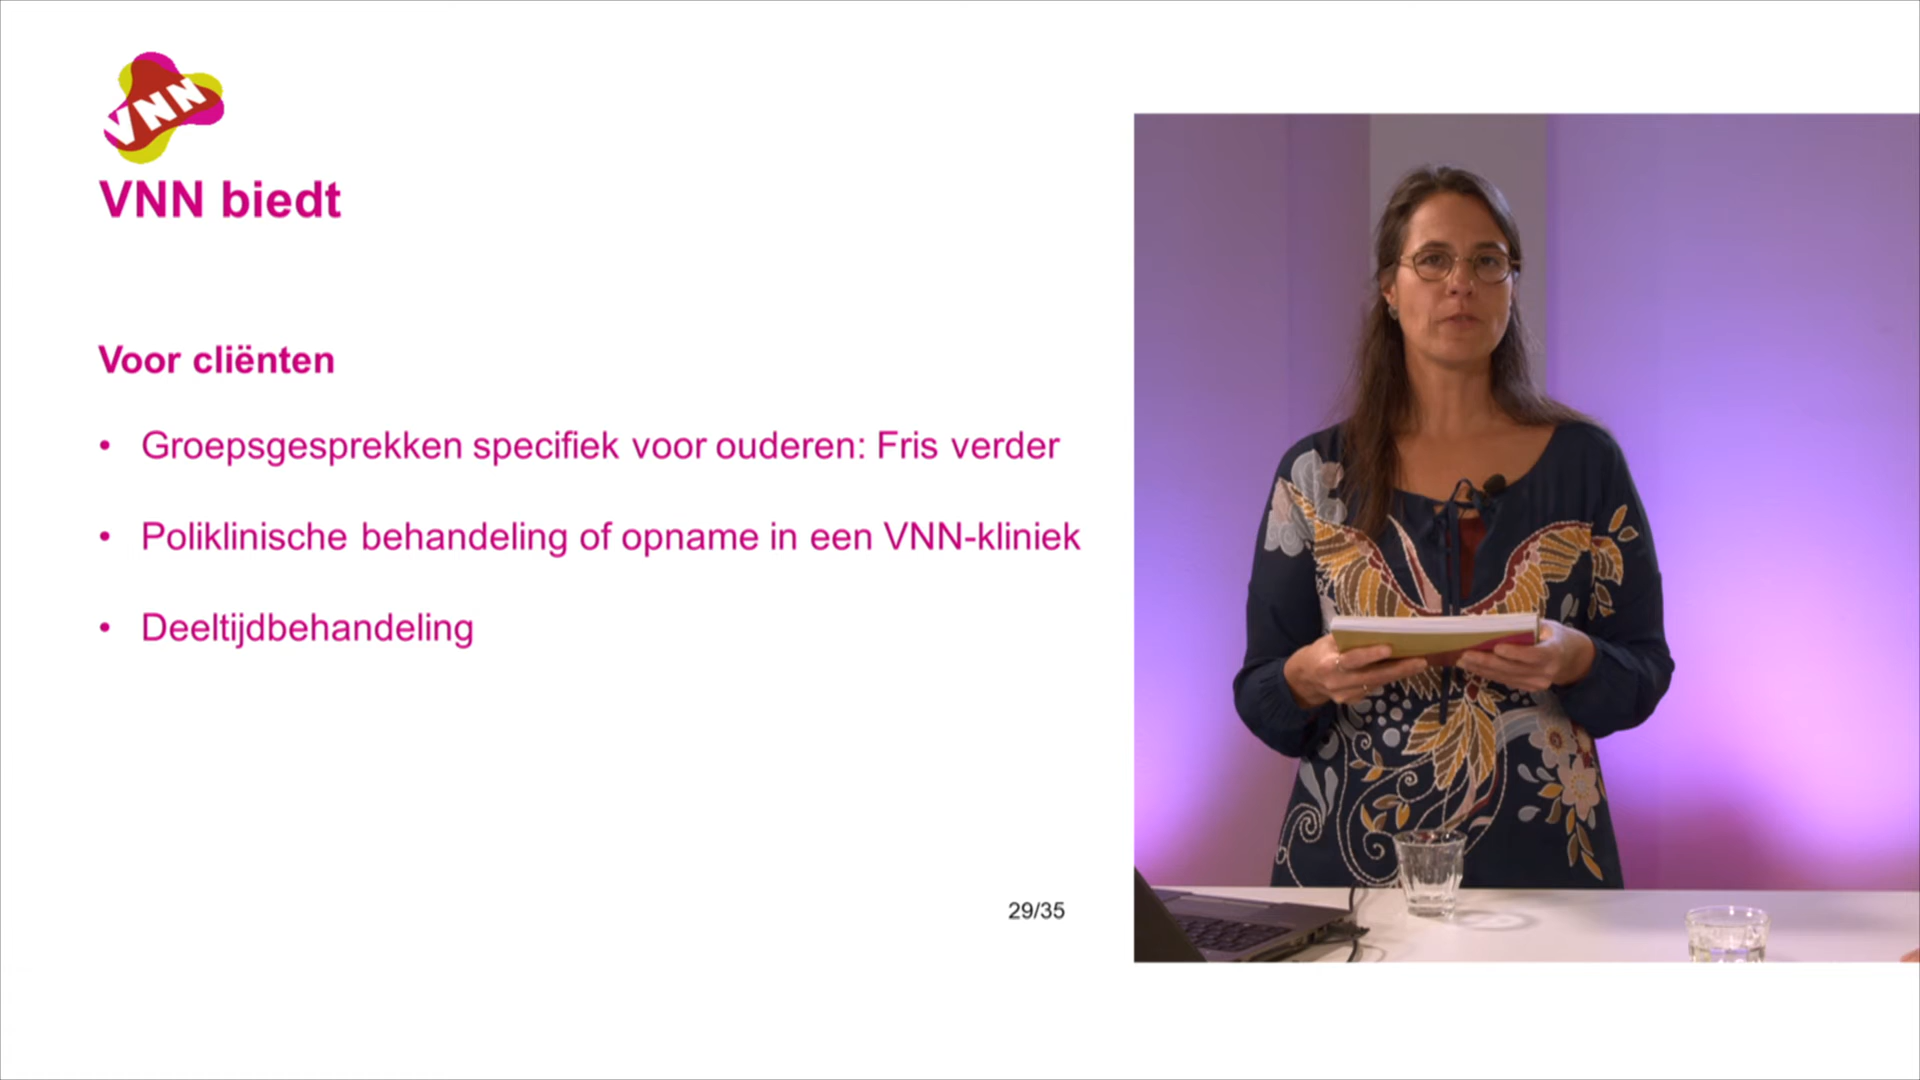 VNN
VNN biedt
Voor cliënten
• Groepsgesprekken specifiek voor ouderen: Fris verder
• Poliklinische behandeling of opname in een VNN-kliniek
• Deeltijdbehandeling
29/35